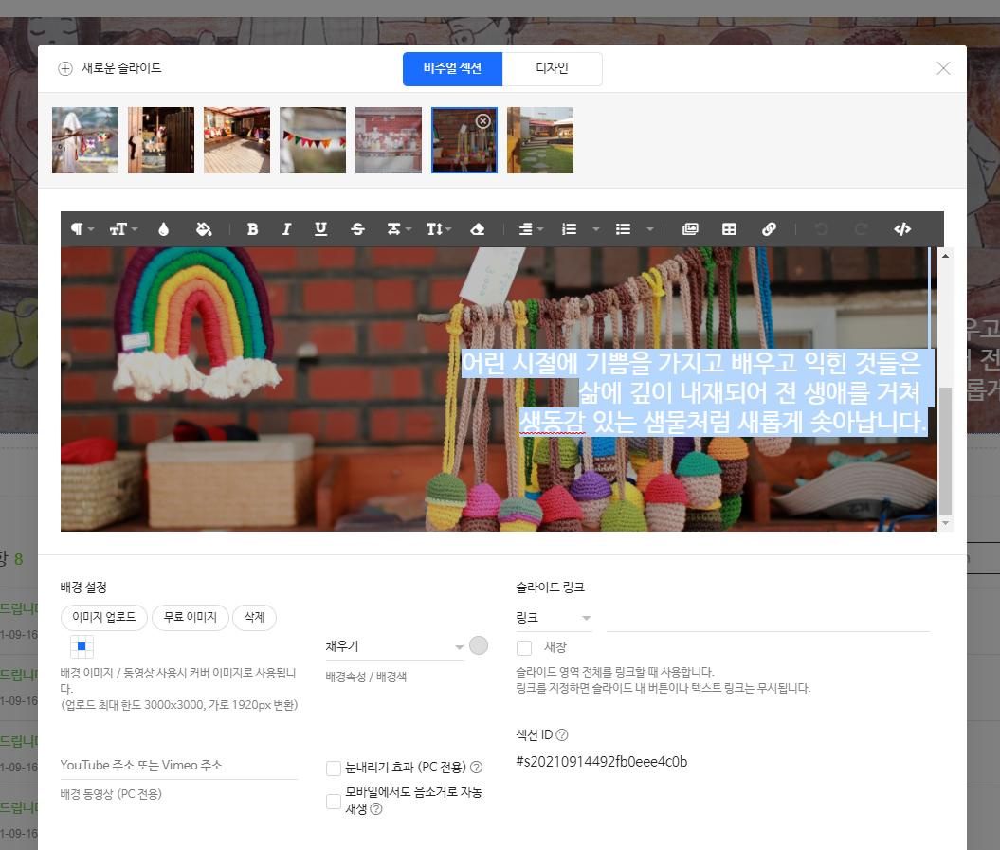 새로운 슬라이드
비주얼 섹션
디자인
어린 시절에 기쁨을 가지고 배우고 익힌 것들은
삶에 깊이 내재되어 전 생애를 거쳐
생동감 있는 샘물처럼 새롭게 솟아납니다.
배경 설정
이미지 업로드
무료 이미지
삭제
배경 이미지 / 동영상 사용시 커버 이미지로 사용됩니
다.
(업로드 최대 한도 3000x3000, 가로 1920px 변환)
YouTube 주소 또는 Vimeo 주소
배경 동영상 (PC 전용)
채우기
배경속성 / 배경색
눈내리기 효과 (PC 전용)
모바일에서도 음소거로 자동
재생
슬라이드 링크
링크
새창
슬라이드 영역 전체를 링크할 때 사용합니다.
링크를 지정하면 슬라이드 내 버튼이나 텍스트 링크는 무시됩니다.
섹션 ID
#s20210914492fb0eee4c0b
항 8
드립니다
1-09-16
드립니다
1-09-16
드립니다
1-09-16
드립니다
1-09-16